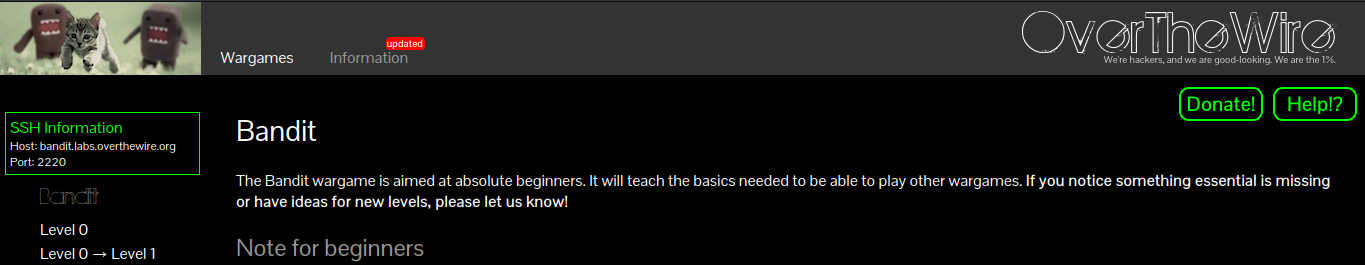 OverTheWire
We're hackers, and we are good-looking. We are the 1%.
updated
Wargames
Information
Donate!
Help!?
SSH Information
Host: bandit.labs.overthewire.org
Port: 2220
Bandit
Level 0
Level 0 → Level 1
Bandit
The Bandit wargame is aimed at absolute beginners. It will teach the basics needed to be able to play other wargames. If you notice something essential is missing
or have ideas for new levels, please let us know!
Note for beginners